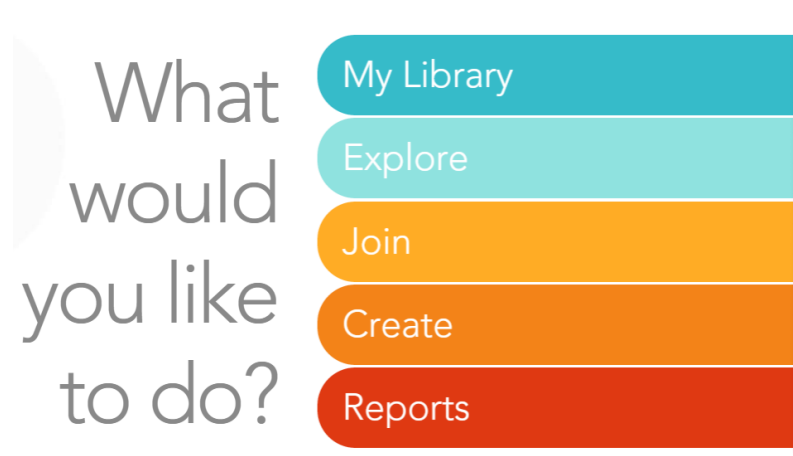 What
would
you like
to do?
My Library
Explore
Join
Create
Reports